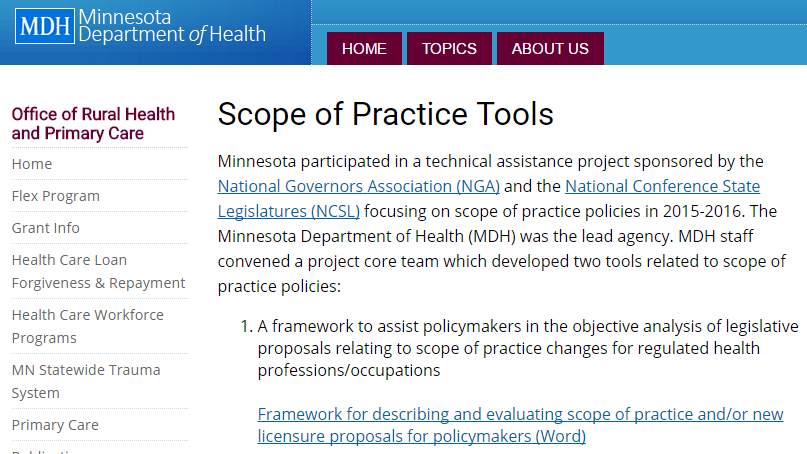 MDH Minnesota
Department of Health
HOME TOPICS ABOUT US
Office of Rural Health
and Primary Care
Home
Flex Program
Grant Info
Health Care Loan
Forgiveness & Repayment
Health Care Workforce
Programs
MN Statewide Trauma
System
Primary Care
Scope of Practice Tools
Minnesota participated in a technical assistance project sponsored by the
National Governors Association (NGA) and the National Conference State
Legislatures (NCSL) focusing on scope of practice policies in 2015-2016. The
Minnesota Department of Health (MDH) was the lead agency. MDH staff
convened a project core team which developed two tools related to scope of
practice policies:
1. A framework to assist policymakers in the objective analysis of legislative
proposals relating to scope of practice changes for regulated health
professions/occupations
Framework for describing and evaluating scope of practice and/or new
licensure proposals for policymakers (Word)